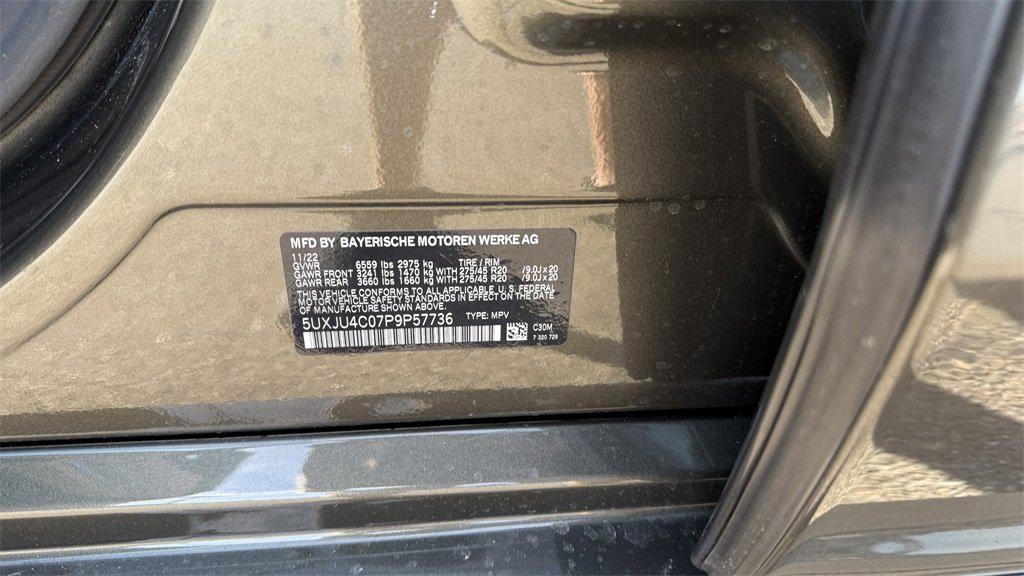 MFD BY BAYERISCHE MOTOREN WERKE AG
11/22
GVWR 6559 lbs 2975 kg TIRE / RIM
GAWR FRONT 3241 lbs 1470 kg WITH 275/45 R20 /9.0J×20
GAWR REAR 3660 lbs 1660 kg WITH 275/45 R20 /9.0J×20
THIS VEHICLE CONFORMS TO ALL APPLICABLE U. S. FEDERAL
MOTOR VEHICLE SAFETY STANDARDS IN EFFECT ON THE DATE
OF MANUFACTURE SHOWN ABOVE.
5UXJU4C07P9P57736 TYPE: MPV
C30M
7 320 729